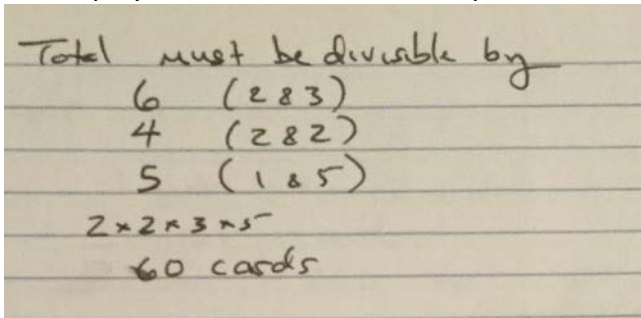 Total must be divisible by
6 (2 & 3)
4 (2 & 2)
5 (1 & 5)
2 × 2 × 3 × 5
60 cards